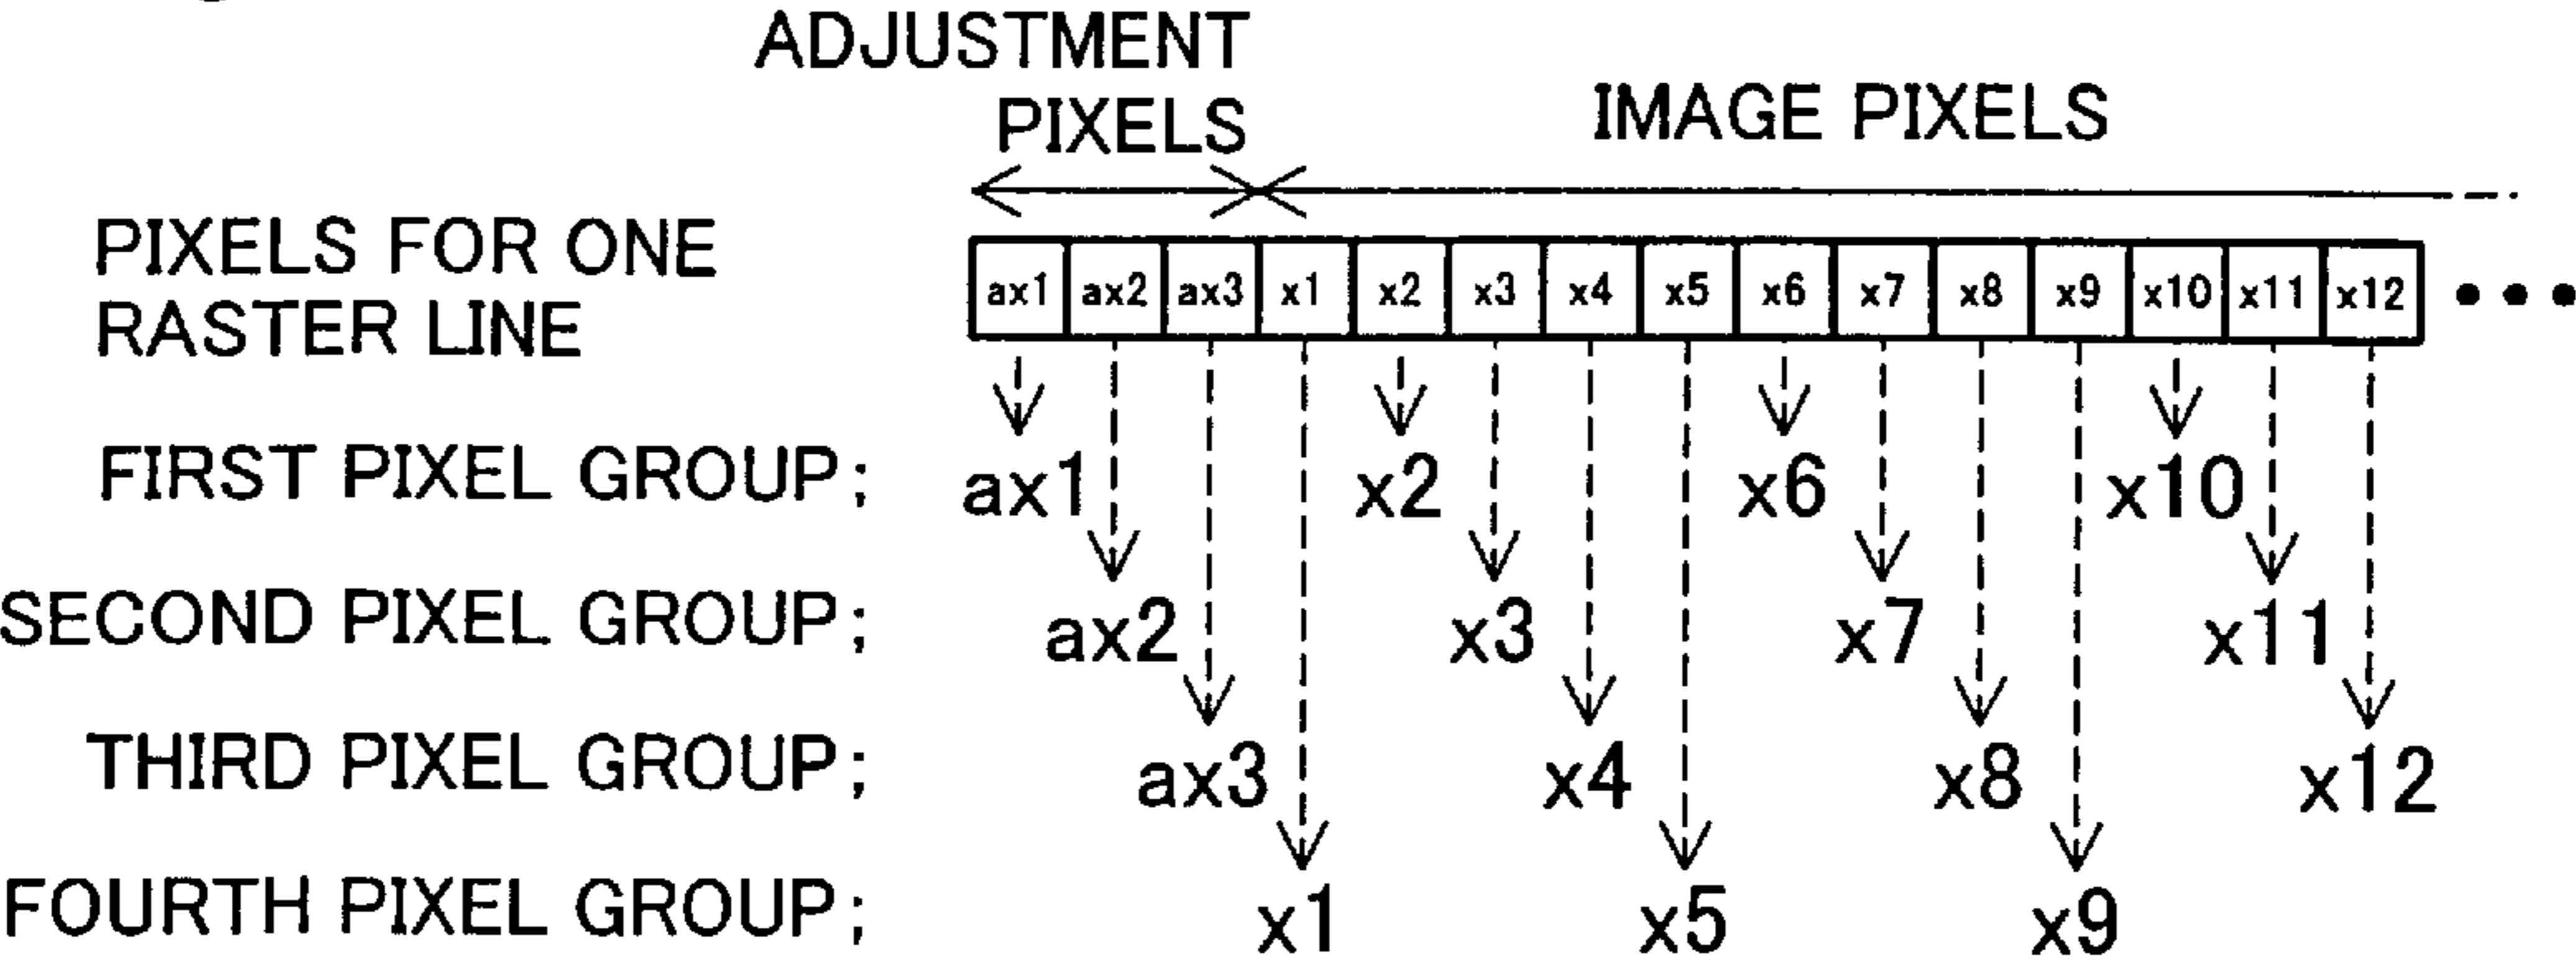 ADJUSTMENT
PIXELS
IMAGE PIXELS
PIXELS FOR ONE
RASTER LINE
ax1 ax2 ax3 x1 x2 x3 x4 x5 x6 x7 x8 x9 x10 x11 x12 • • •
FIRST PIXEL GROUP; ax1 x2 x6 x10
SECOND PIXEL GROUP; ax2 x3 x7 x11
THIRD PIXEL GROUP; ax3 x4 x8 x12
FOURTH PIXEL GROUP; x1 x5 x9